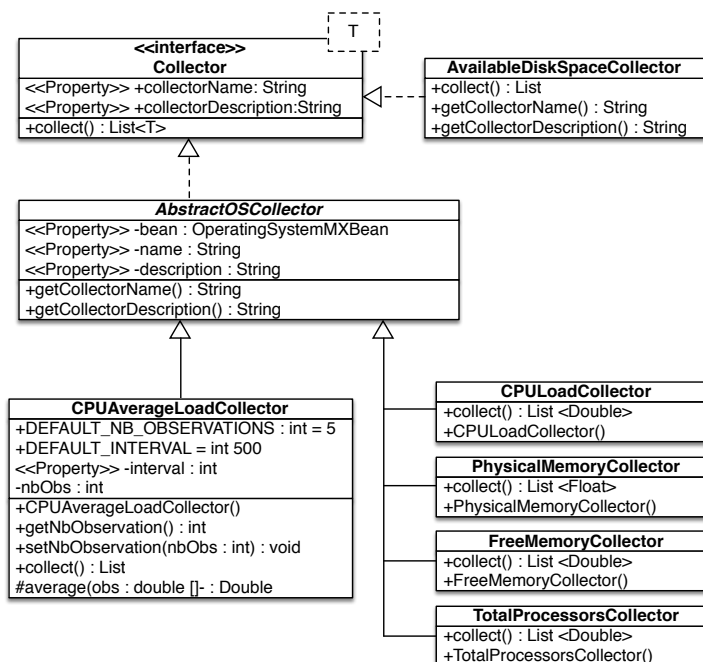 T
<<interface>>
Collector
<<Property>> +collectorName: String
<<Property>> +collectorDescription:String
+collect() : List<T>
AvailableDiskSpaceCollector
+collect() : List
+getCollectorName() : String
+getCollectorDescription() : String
AbstractOSCollector
<<Property>> -bean : OperatingSystemMXBean
<<Property>> -name : String
<<Property>> -description : String
+getCollectorName() : String
+getCollectorDescription() : String
CPUAverageLoadCollector
+DEFAULT_NB_OBSERVATIONS : int = 5
+DEFAULT_INTERVAL = int 500
<<Property>> -interval : int
-nbObs : int
+CPUAverageLoadCollector()
+getNbObservation() : int
+setNbObservation(nbObs : int) : void
+collect() : List
#average(obs : double []- : Double
CPULoadCollector
+collect() : List <Double>
+CPULoadCollector()
PhysicalMemoryCollector
+collect() : List <Float>
+PhysicalMemoryCollector()
FreeMemoryCollector
+collect() : List <Double>
+FreeMemoryCollector()
TotalProcessorsCollector
+collect() : List <Double>
+TotalProcessorsCollector()